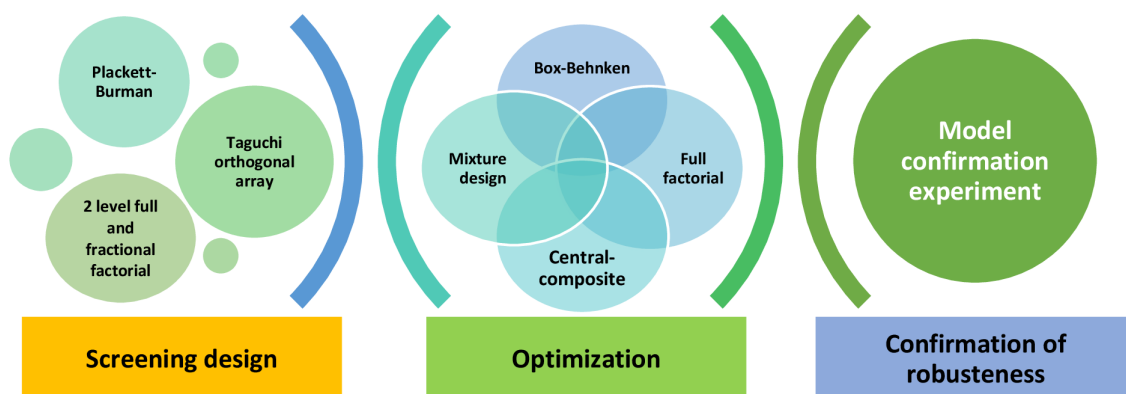 Plackett-
Burman
Taguchi
orthogonal
array
2 level full
and
fractional
factorial
Screening design
Box-Behnken
Mixture
design
Full
factorial
Central-
composite
Optimization
Model
confirmation
experiment
Confirmation of
robusteness